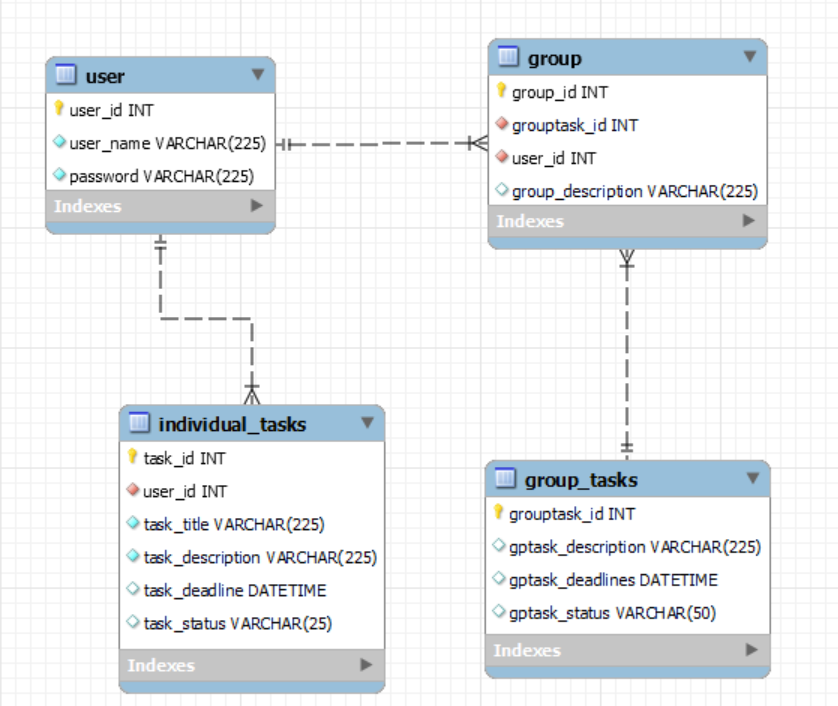 user
user_id INT
user_name VARCHAR(225)
password VARCHAR(225)
Indexes
group
group_id INT
grouptask_id INT
user_id INT
group_description VARCHAR(225)
Indexes
individual_tasks
task_id INT
user_id INT
task_title VARCHAR(225)
task_description VARCHAR(225)
task_deadline DATETIME
task_status VARCHAR(25)
Indexes
group_tasks
grouptask_id INT
gptask_description VARCHAR(225)
gptask_deadlines DATETIME
gptask_status VARCHAR(50)
Indexes